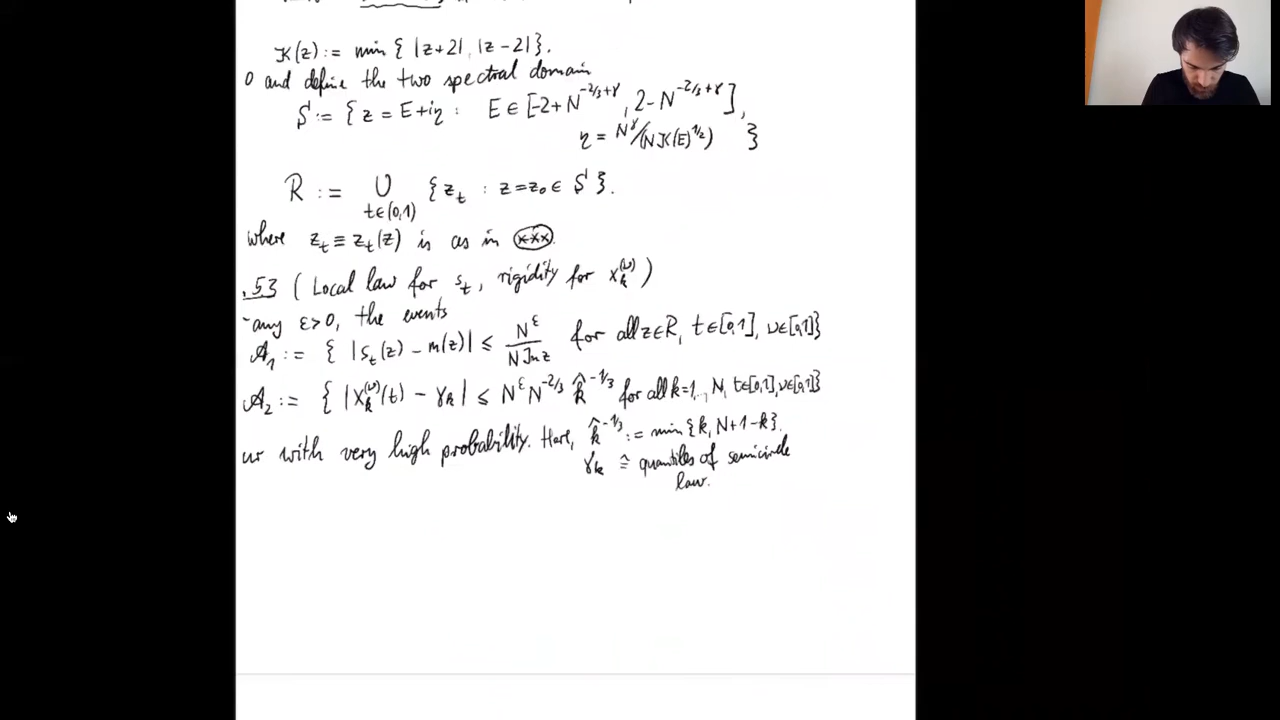 𝒦(z) := min { |z+2|, |z-2| }.
0 and define the two spectral domain
S := { z = E+iη : E ∈ [-2+N^{-2/3+γ}, 2-N^{-2/3+γ}],
η = N^γ/(N𝒦(E)^{1/2}) }
R := ∪_{t∈(0,1)} { z_t : z=z_0 ∈ S }.
where z_t ≡ z_t(z) is as in (***).
.53 (Local law for s_t, rigidity for x_k^{(ν)})
any ε>0, the events
𝒜_1 := { |s_t(z) - m(z)| ≤ N^ε/(N Im z) for all z∈R, t∈[0,1], ν∈[0,1] }
𝒜_2 := { |x_k^{(ν)}(t) - γ_k| ≤ N^ε N^{-2/3} k̂^{-1/3} for all k=1,..,N, t∈[0,1], ν∈[0,1] }
ur with very high probability. Here, k̂^{-1/3} := min{k, N+1-k}.
γ_k ≙ quantiles of semicircle
law.